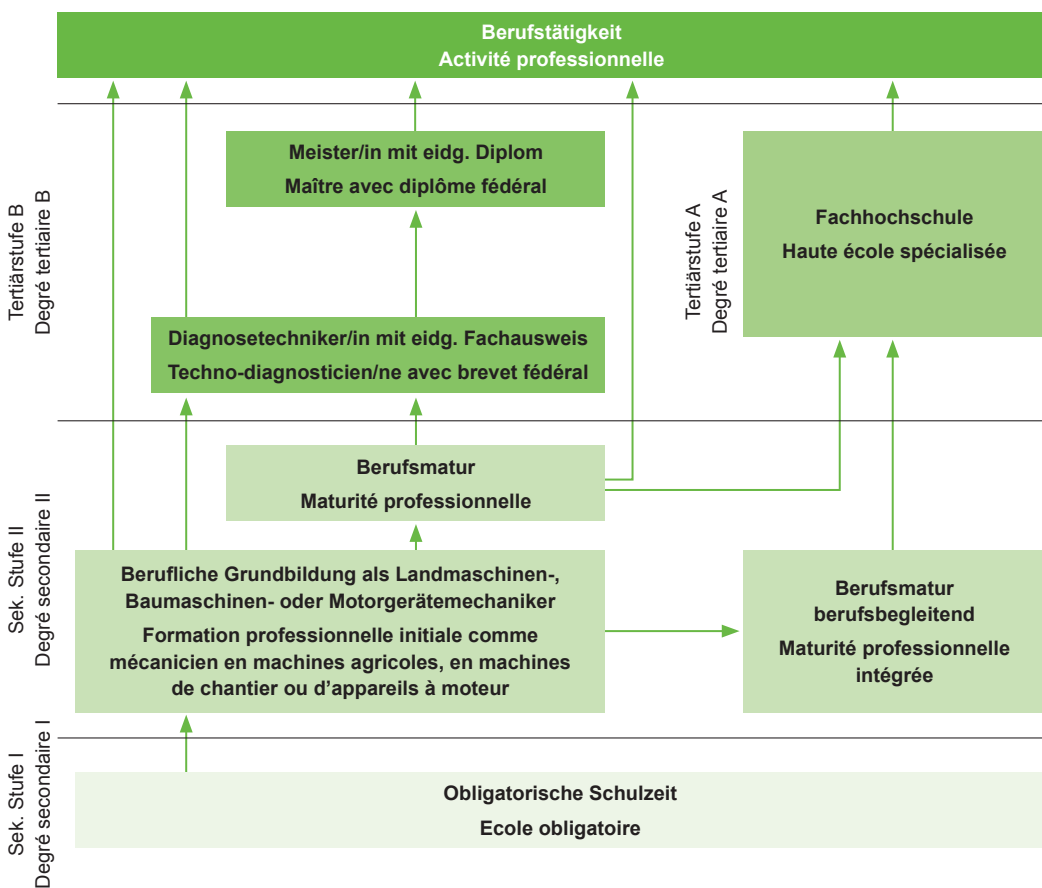 Berufstätigkeit
Activité professionnelle
Tertiärstufe B
Degré tertiaire B
Meister/in mit eidg. Diplom
Maître avec diplôme fédéral
Tertiärstufe A
Degré tertiaire A
Fachhochschule
Haute école spécialisée
Diagnosetechniker/in mit eidg. Fachausweis
Techno-diagnosticien/ne avec brevet fédéral
Sek. Stufe II
Degré secondaire II
Berufsmatur
Maturité professionnelle
Berufliche Grundbildung als Landmaschinen-,
Baumaschinen- oder Motorgerätemechaniker
Formation professionnelle initiale comme
mécanicien en machines agricoles, en machines
de chantier ou d’appareils à moteur
Berufsmatur
berufsbegleitend
Maturité professionnelle
intégrée
Sek. Stufe I
Degré secondaire I
Obligatorische Schulzeit
Ecole obligatoire